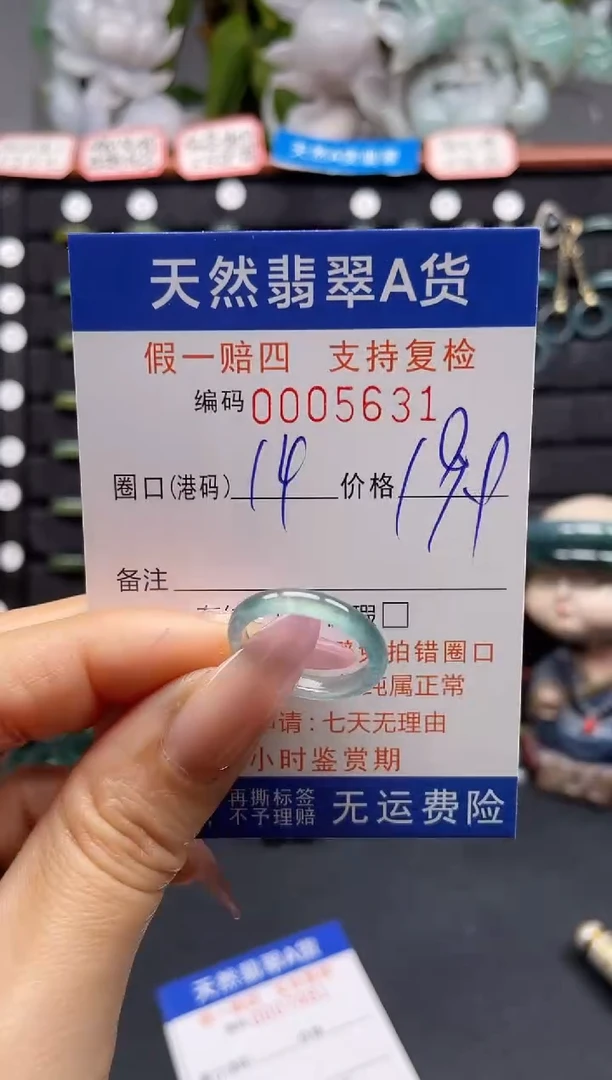 天然翡翠A货
假一赔四 支持复检
编码 0005631
圈口(港码) 14 价格
备注
瑕□
拍错圈口
纯属正常
申请:七天无理由
小时鉴赏期
再撕标签
不予理赔
无运费险
天然翡翠A货